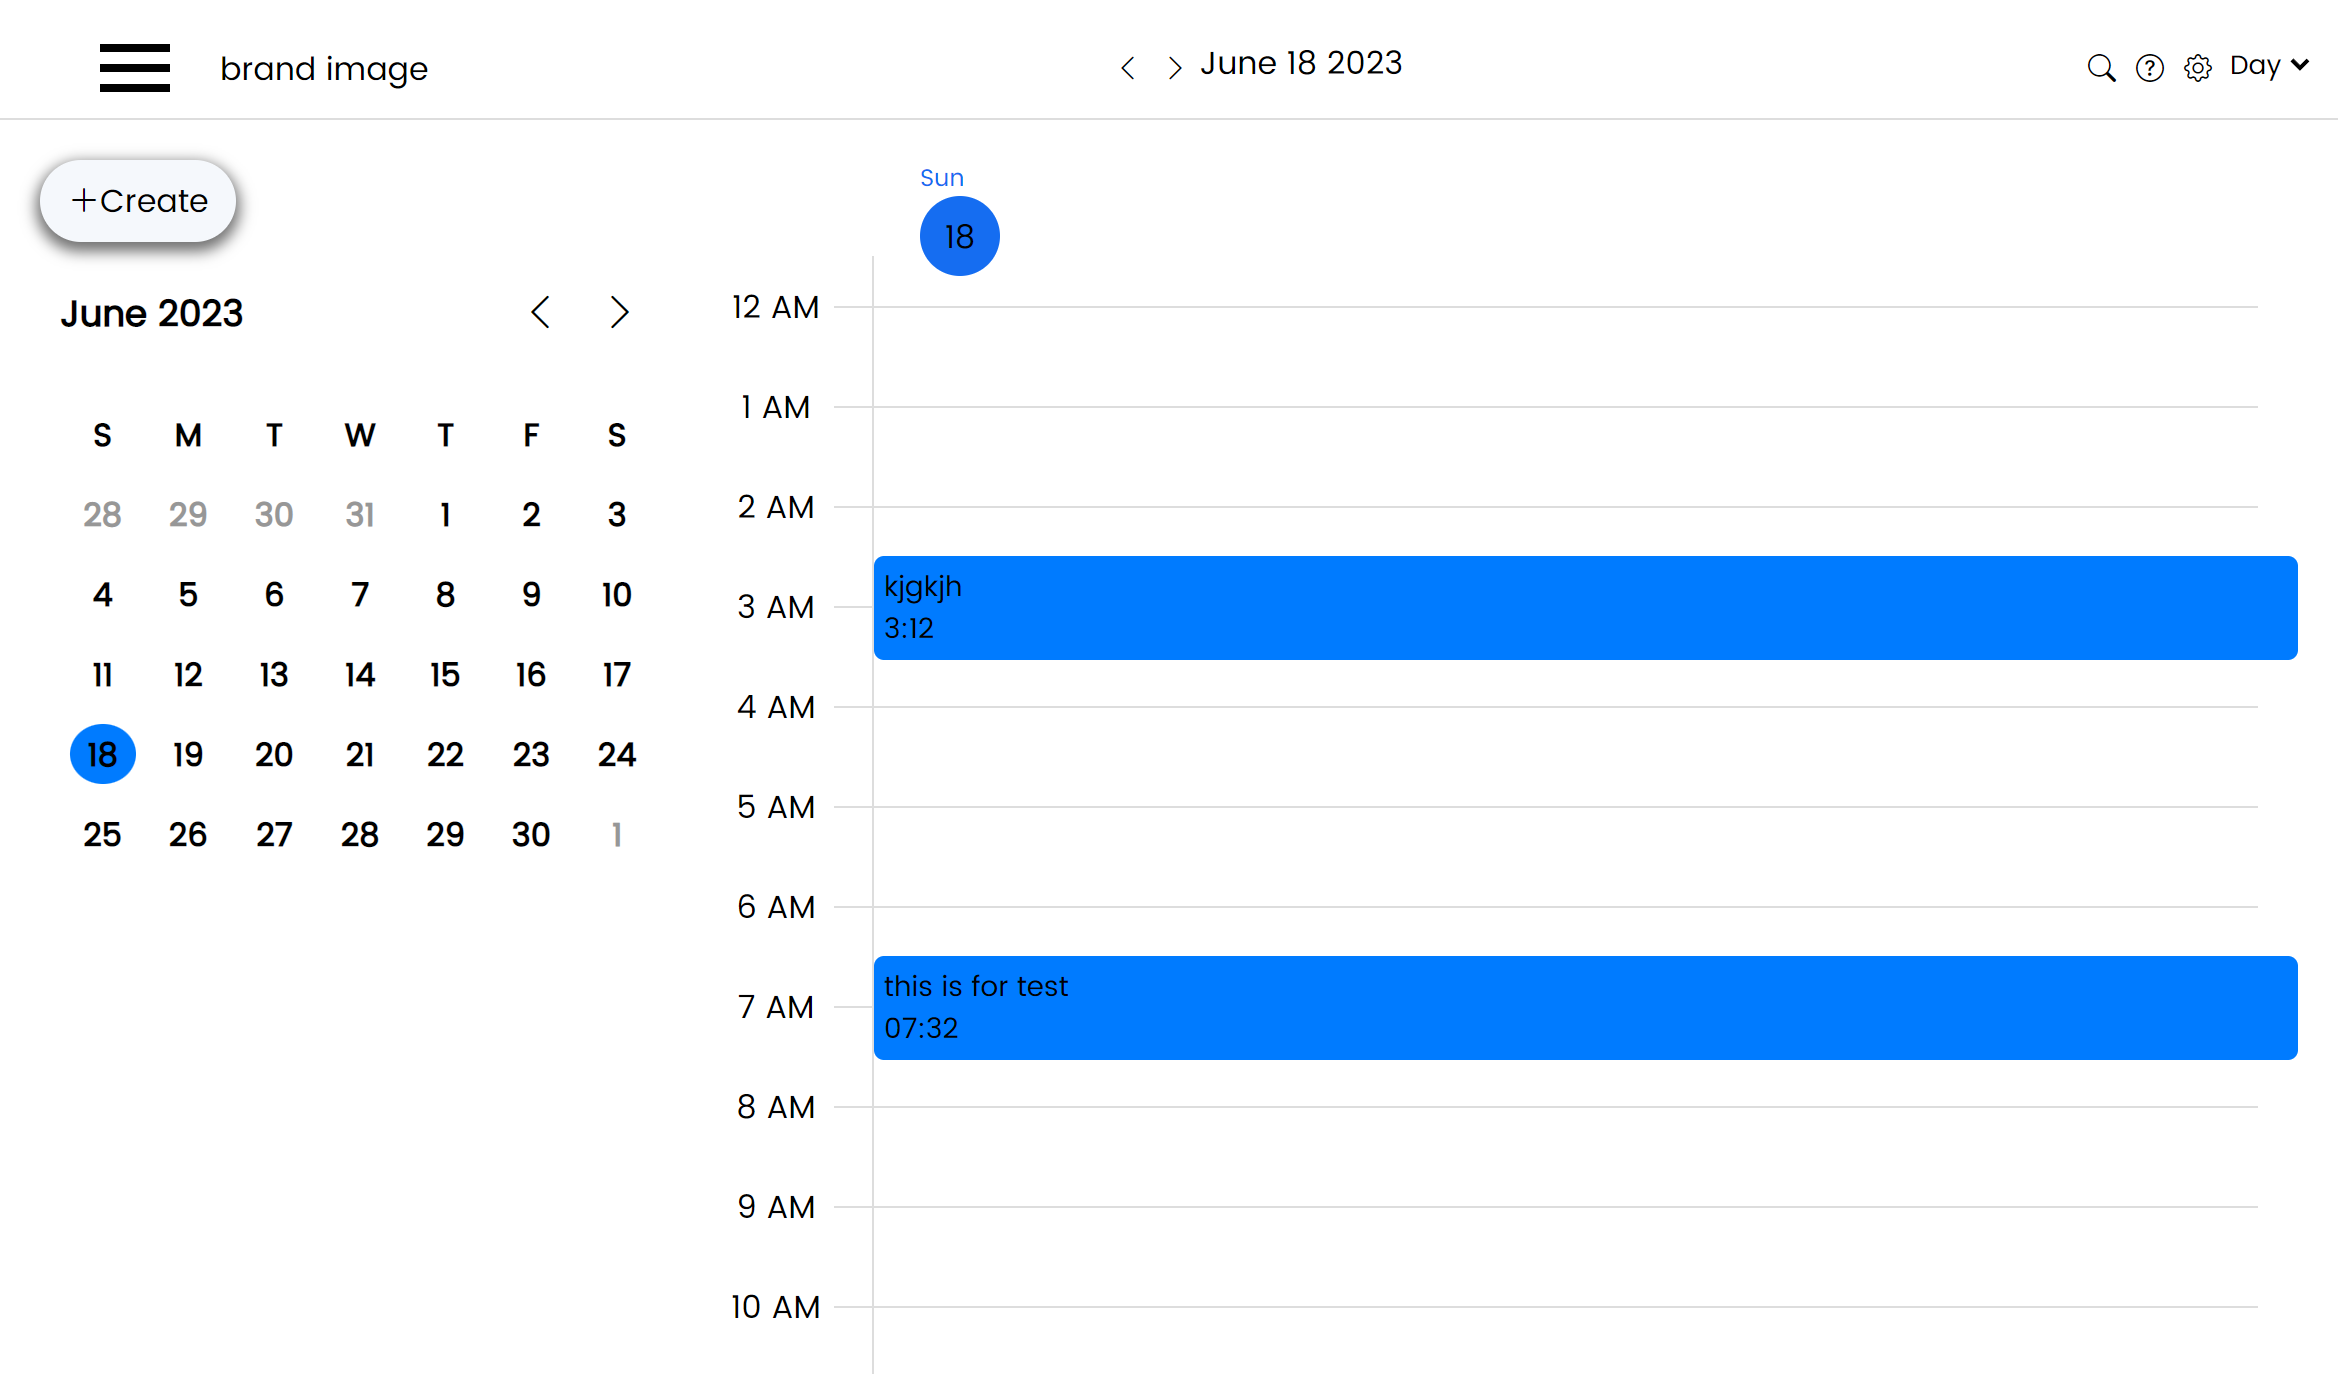 brand image
June 18 2023
Day
+Create
June 2023
S M T W T F S
28 29 30 31 1 2 3
4 5 6 7 8 9 10
11 12 13 14 15 16 17
18 19 20 21 22 23 24
25 26 27 28 29 30 1
Sun
18
12 AM
1 AM
2 AM
3 AM
kjgkjh
3:12
4 AM
5 AM
6 AM
7 AM
this is for test
07:32
8 AM
9 AM
10 AM